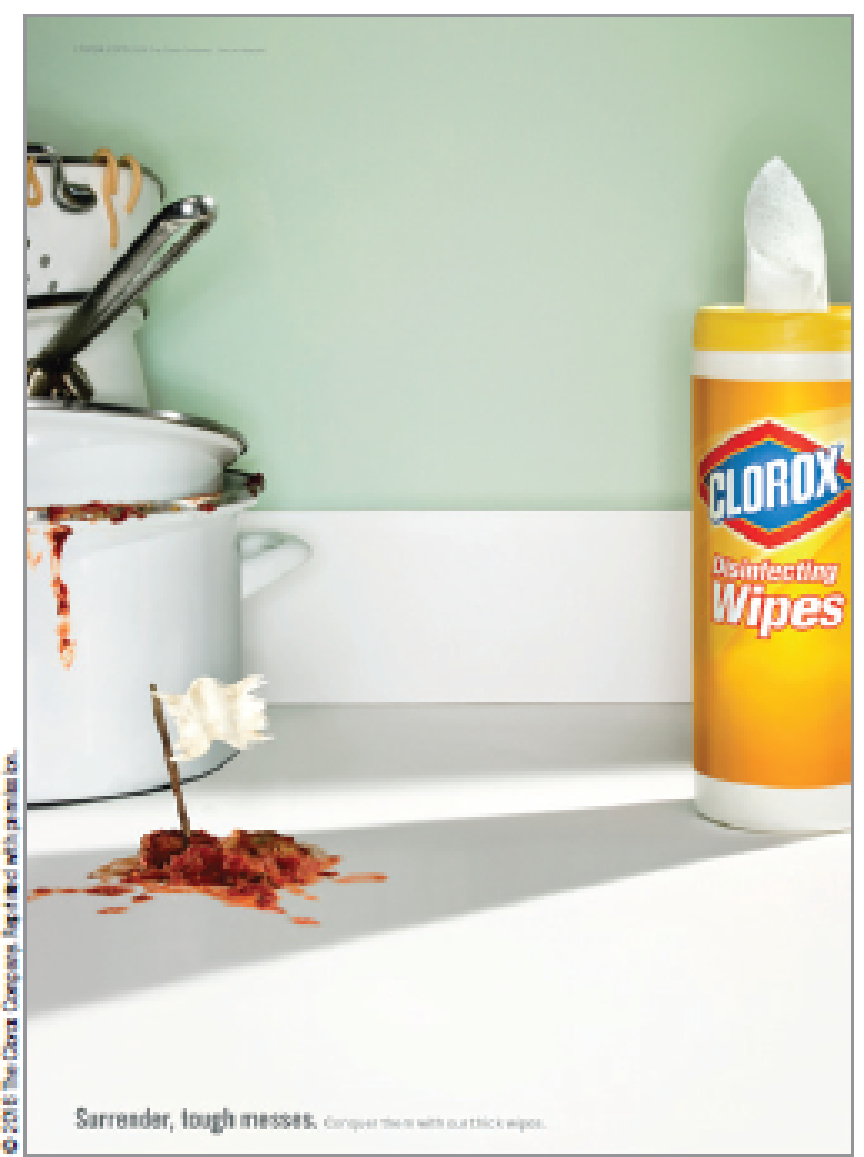 CLOROX
Disinfecting
Wipes
Surrender, tough messes. Conquer them with our thick wipes.
© 2016 The Clorox Company. Reprinted with permission.